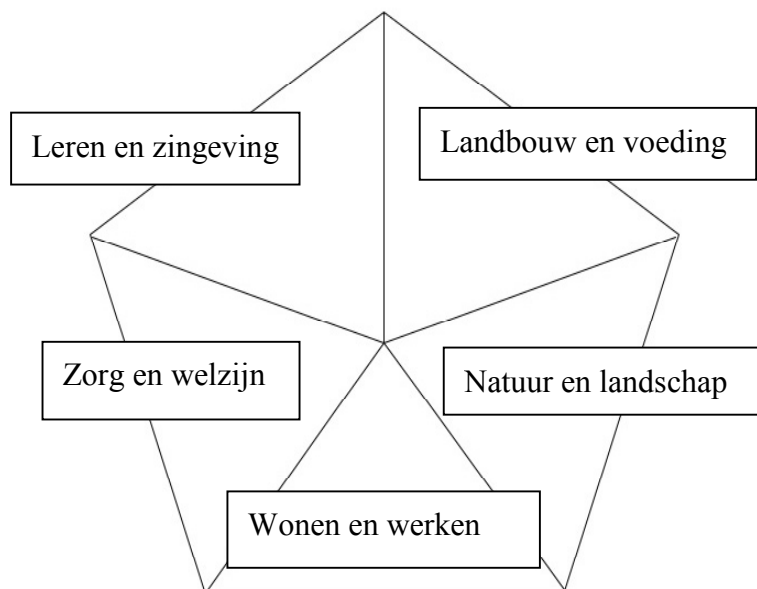 Leren en zingeving
Landbouw en voeding
Zorg en welzijn
Natuur en landschap
Wonen en werken